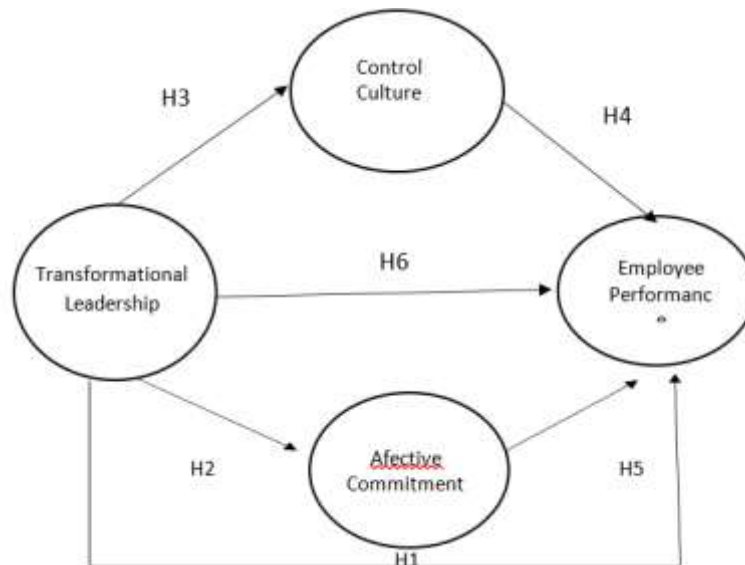 Control
Culture
H3
H4
Transformational
Leadership
H6
Employee
Performanc
e
H2
Afective
Commitment
H5
H1